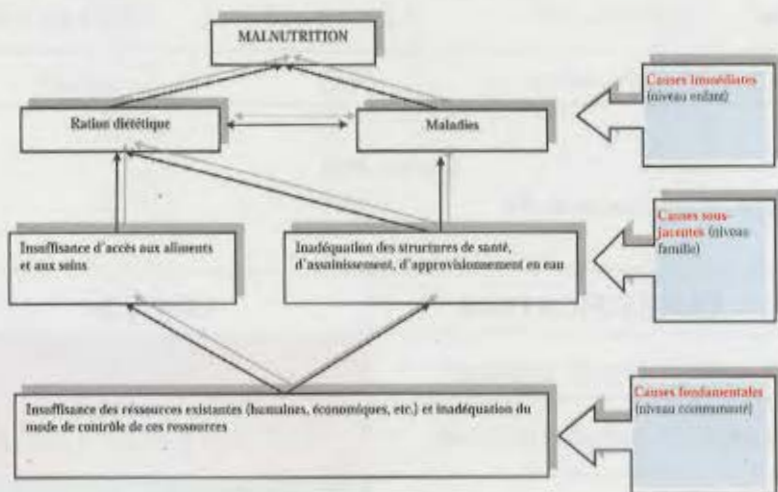 MALNUTRITION
Causes immédiates
(niveau enfant)
Ration diététique
Maladies
Causes sous-
jacentes (niveau
famille)
Insuffisance d'accès aux aliments
et aux soins
Inadéquation des structures de santé,
d'assainissement, d'approvisionnement en eau
Causes fondamentales
(niveau communauté)
Insuffisance des réssources existantes (humaines, économiques, etc.) et inadéquation du
mode de contrôle de ces ressources